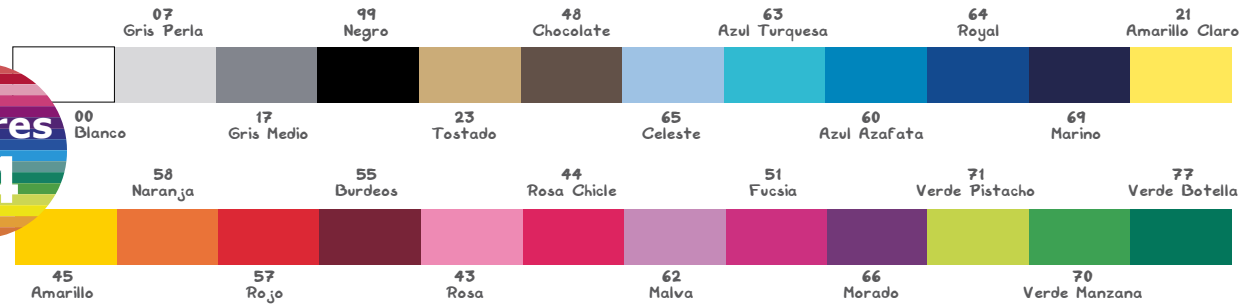 07
Gris Perla
99
Negro
48
Chocolate
63
Azul Turquesa
64
Royal
21
Amarillo Claro
00
Blanco
17
Gris Medio
23
Tostado
65
Celeste
60
Azul Azafata
69
Marino
58
Naranja
55
Burdeos
44
Rosa Chicle
51
Fucsia
71
Verde Pistacho
77
Verde Botella
45
Amarillo
57
Rojo
43
Rosa
62
Malva
66
Morado
70
Verde Manzana